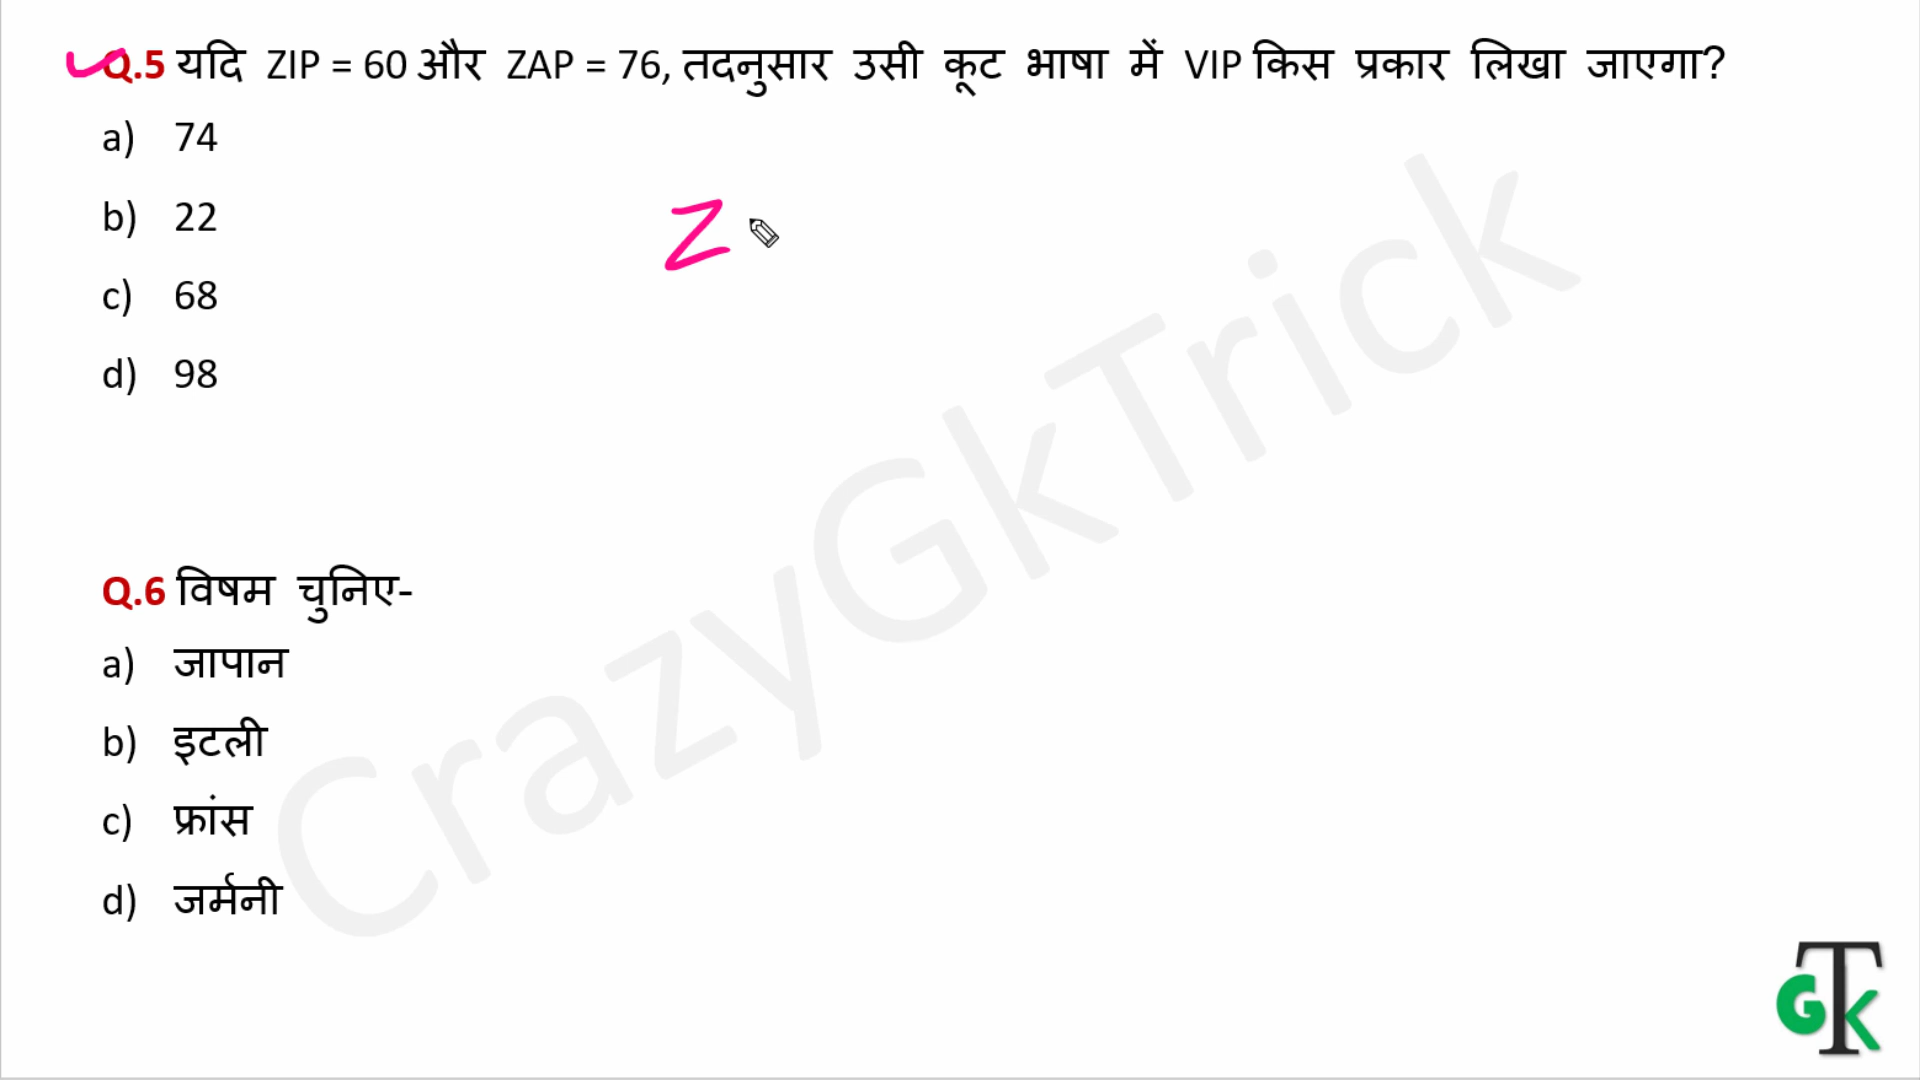 Q.5 यदि ZIP = 60 और ZAP = 76, तदनुसार उसी कूट भाषा में VIP किस प्रकार लिखा जाएगा?
a) 74
b) 22
Z
c) 68
d) 98
Q.6 विषम चुनिए-
a) जापान
b) इटली
c) फ्रांस
d) जर्मनी
CrazyGkTrick
GTK